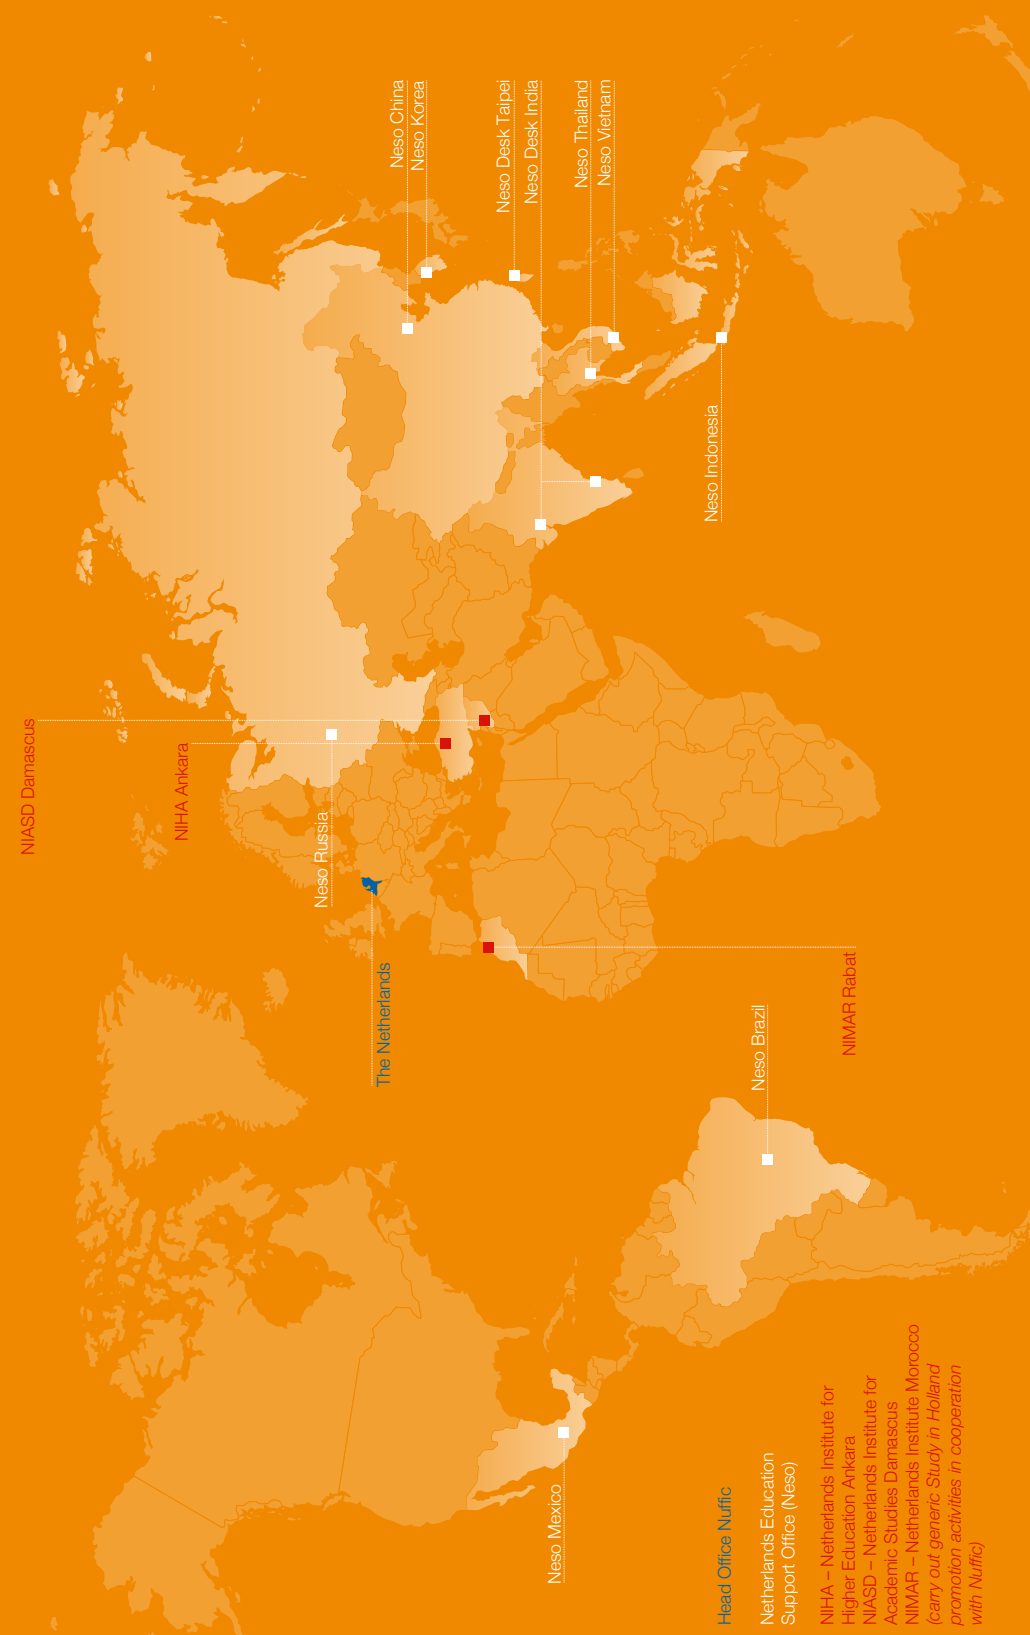 NIASD Damascus
NIHA Ankara
Neso Russia
The Netherlands
Neso China
Neso Korea
Neso Desk Taipei
Neso Desk India
Neso Thailand
Neso Vietnam
Neso Indonesia
NIMAR Rabat
Neso Brazil
Neso Mexico
Head Office Nuffic
Netherlands Education
Support Office (Neso)
NIHA – Netherlands Institute for
Higher Education Ankara
NIASD – Netherlands Institute for
Academic Studies Damascus
NIMAR – Netherlands Institute Morocco
(carry out generic Study in Holland
promotion activities in cooperation
with Nuffic)